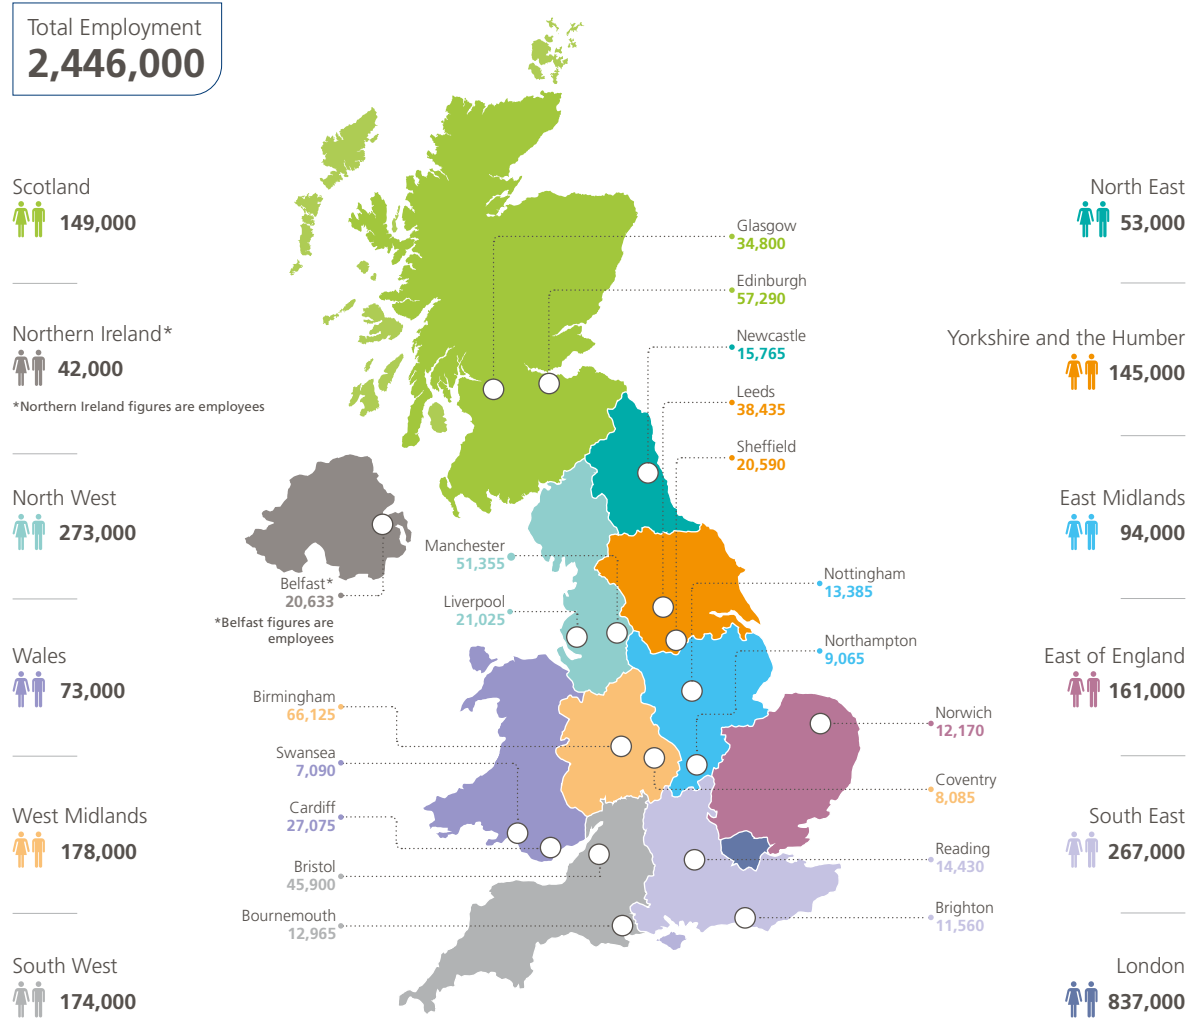 Total Employment
2,446,000
Scotland
149,000
Northern Ireland*
42,000
*Northern Ireland figures are employees
North West
273,000
Wales
73,000
West Midlands
178,000
South West
174,000
Glasgow
34,800
Edinburgh
57,290
Newcastle
15,765
Leeds
38,435
Sheffield
20,590
Manchester
51,355
Liverpool
21,025
Belfast*
20,633
*Belfast figures are
employees
Birmingham
66,125
Swansea
7,090
Cardiff
27,075
Bristol
45,900
Bournemouth
12,965
Nottingham
13,385
Northampton
9,065
Norwich
12,170
Coventry
8,085
Reading
14,430
Brighton
11,560
North East
53,000
Yorkshire and the Humber
145,000
East Midlands
94,000
East of England
161,000
South East
267,000
London
837,000